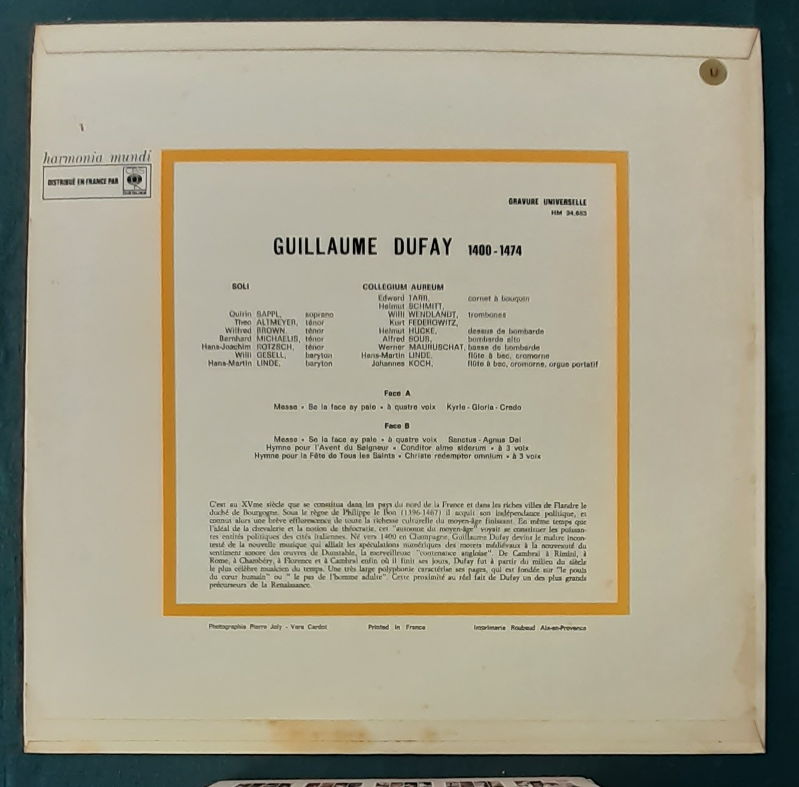 U
harmonia mundi
DISTRIBUÉ EN FRANCE PAR CBS
GRAVURE UNIVERSELLE
HM 34.653
GUILLAUME DUFAY 1400-1474
SOLI
Quirin SAPPL, soprano
Theo ALTMEYER, ténor
Wilfred BROWN, ténor
Bernhard MICHAELIS, ténor
Hans-Joachim ROTZSCH, ténor
Willi GESELL, baryton
Hans-Martin LINDE, baryton
COLLEGIUM AUREUM
Edward TARR, cornet à bouquin
Helmut SCHMITT,
Willi WENDLANDT, trombones
Kurt FEDEROWITZ,
Helmut HUCKE, dessus de bombarde
Alfred SOUS, bombarde alto
Werner MAURUSCHAT, basse de bombarde
Hans-Martin LINDE, flûte à bec, cromorne
Johannes KOCH, flûte à bec, cromorne, orgue portatif
Face A
Messe « Se la face ay pale » à quatre voix Kyrie - Gloria - Credo
Face B
Messe « Se la face ay pale » à quatre voix Sanctus - Agnus Dei
Hymne pour l'Avent du Seigneur « Conditor alme siderum » à 3 voix
Hymne pour la Fête de Tous les Saints « Christe redemptor omnium » à 3 voix
C'est au XVme siècle que se constitua dans les pays du nord de la France et dans les riches villes de Flandre le
duché de Bourgogne. Sous le règne de Philippe le Bon (1396-1467) il acquit son indépendance politique, et
connut alors une brève efflorescence de toute la richesse culturelle du moyen-âge finissant. En même temps que
l'idéal de la chevalerie et la notion de théocratie, cet "automne du moyen-âge" voyait se constituer les puissan-
tes entités politiques des cités italiennes. Né vers 1400 en Champagne, Guillaume Dufay devint le maître incon-
testé de la nouvelle musique qui alliait les spéculations numériques des motets médiévaux à la nouveauté du
sentiment sonore des œuvres de Dunstable, la merveilleuse "contenance angloise". De Cambrai à Rimini, à
Rome, à Chambéry, à Florence et à Cambrai enfin où il finit ses jours, Dufay fut à partir du milieu du siècle
le plus célèbre musicien du temps. Une très large polyphonie caractérise ses pages, qui est fondée sur "le pouls
du cœur humain" ou " le pas de l'homme adulte". Cette proximité au réel fait de Dufay un des plus grands
précurseurs de la Renaissance.
Photographie Pierre Joly - Vera Cardot Printed in France Imprimerie Roubaud Aix-en-Provence